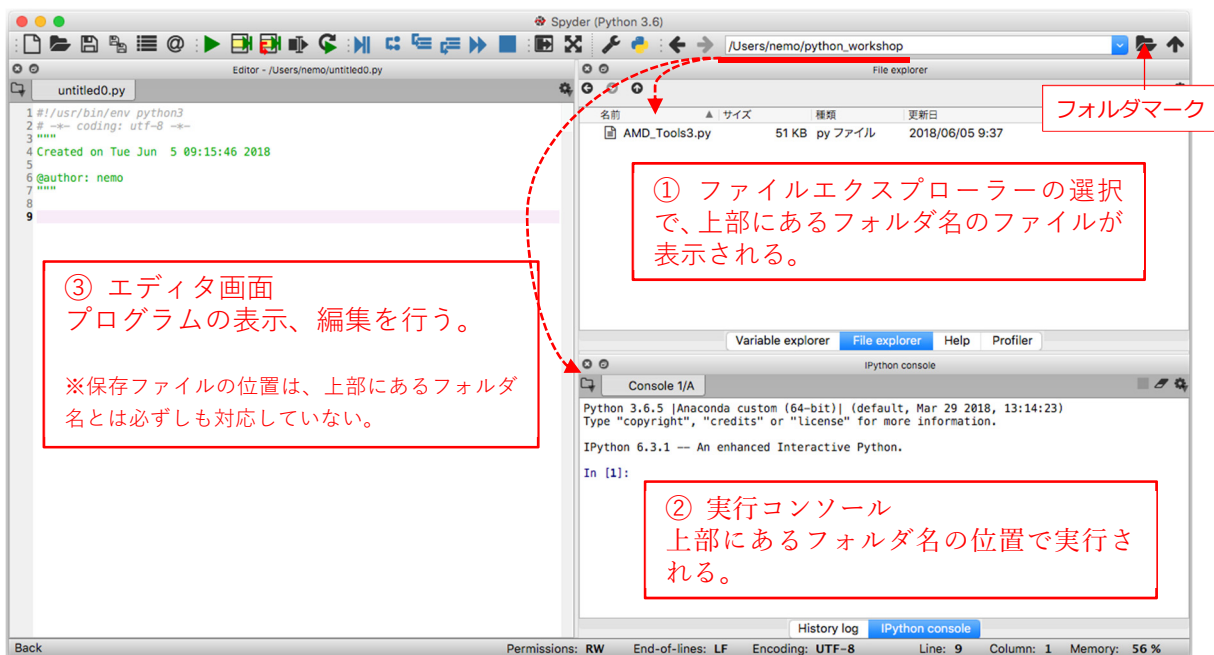 Spyder (Python 3.6)
/Users/nemo/python_workshop
Editor - /Users/nemo/untitled0.py
untitled0.py
1 #!/usr/bin/env python3
2 # -*- coding: utf-8 -*-
3 """
4 Created on Tue Jun  5 09:15:46 2018
5
6 @author: nemo
7 """
8
9
③ エディタ画面
プログラムの表示、編集を行う。
※保存ファイルの位置は、上部にあるフォルダ
名とは必ずしも対応していない。
File explorer
フォルダマーク
名前 サイズ 種類 更新日
AMD_Tools3.py 51 KB py ファイル 2018/06/05 9:37
① ファイルエクスプローラーの選択
で、上部にあるフォルダ名のファイルが
表示される。
Variable explorer File explorer Help Profiler
IPython console
Console 1/A
Python 3.6.5 |Anaconda custom (64-bit)| (default, Mar 29 2018, 13:14:23)
Type "copyright", "credits" or "license" for more information.
IPython 6.3.1 -- An enhanced Interactive Python.
In [1]:
② 実行コンソール
上部にあるフォルダ名の位置で実行さ
れる。
History log IPython console
Back Permissions: RW End-of-lines: LF Encoding: UTF-8 Line: 9 Column: 1 Memory: 56 %